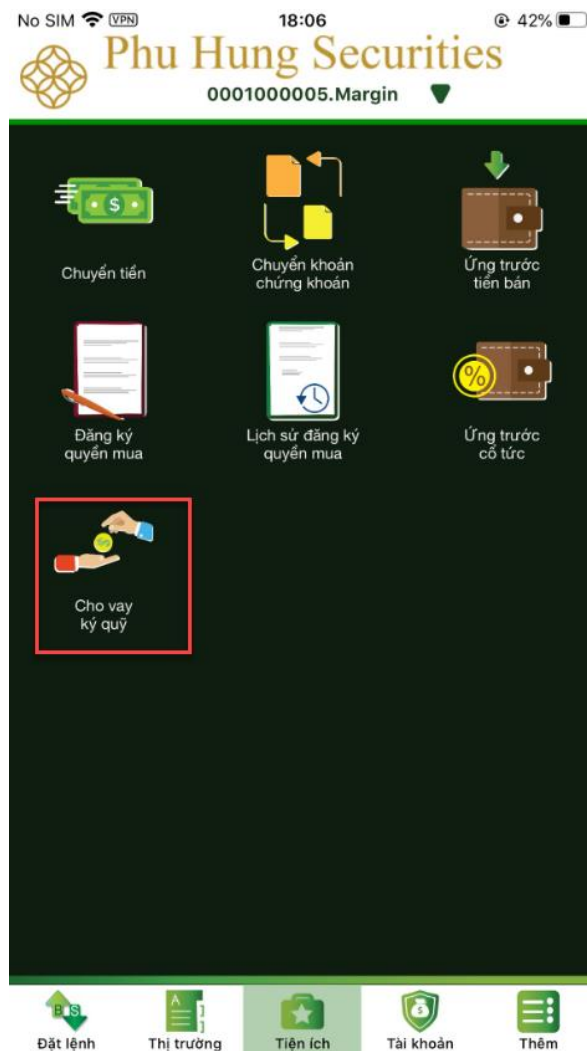 No SIM VPN 18:06 42%
Phu Hung Securities
0001000005.Margin
$
Chuyển tiền
Chuyển khoản
chứng khoán
Ứng trước
tiền bán
Đăng ký
quyền mua
Lịch sử đăng ký
quyền mua
%
Ứng trước
cổ tức
Cho vay
ký quỹ
B S
Đặt lệnh
A
Thị trường
Tiện ích
$
Tài khoản
Thêm